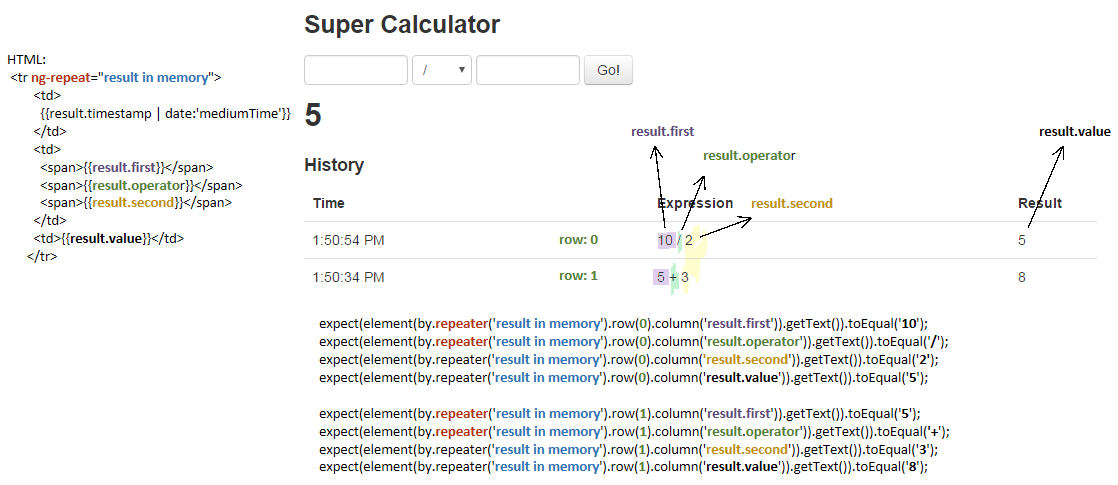 Super Calculator
HTML:
<tr ng-repeat="result in memory">
<td>
{{result.timestamp | date:'mediumTime'}}
</td>
<td>
<span>{{result.first}}</span>
<span>{{result.operator}}</span>
<span>{{result.second}}</span>
</td>
<td>{{result.value}}</td>
</tr>
/ Go!
5
result.first
result.operator
result.value
History
result.second
Time Expression Result
1:50:54 PM row: 0 10 / 2 5
1:50:34 PM row: 1 5 + 3 8
expect(element(by.repeater('result in memory').row(0).column('result.first')).getText()).toEqual('10');
expect(element(by.repeater('result in memory').row(0).column('result.operator')).getText()).toEqual('/');
expect(element(by.repeater('result in memory').row(0).column('result.second')).getText()).toEqual('2');
expect(element(by.repeater('result in memory').row(0).column('result.value')).getText()).toEqual('5');
expect(element(by.repeater('result in memory').row(1).column('result.first')).getText()).toEqual('5');
expect(element(by.repeater('result in memory').row(1).column('result.operator')).getText()).toEqual('+');
expect(element(by.repeater('result in memory').row(1).column('result.second')).getText()).toEqual('3');
expect(element(by.repeater('result in memory').row(1).column('result.value')).getText()).toEqual('8');